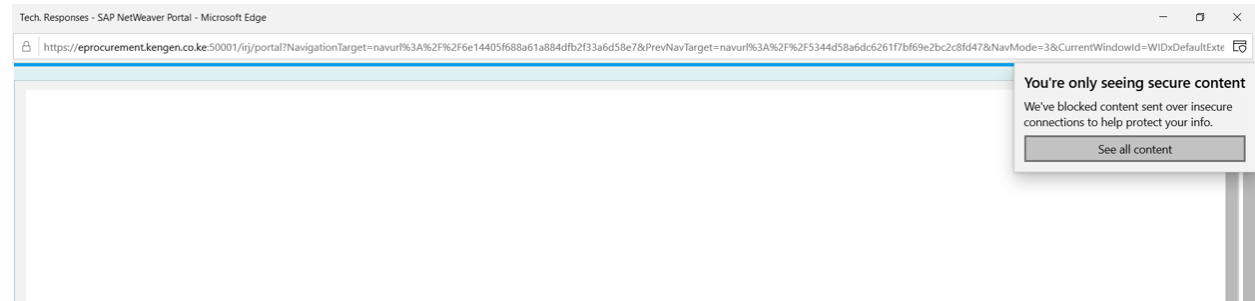 Tech. Responses - SAP NetWeaver Portal - Microsoft Edge
https://eprocurement.kengen.co.ke:50001/irj/portal?NavigationTarget=navurl%3A%2F%2F6e14405f688a61a884dfb2f33a6d58e7&PrevNavTarget=navurl%3A%2F%2F5344d58a6dc6261f7bf69e2bc2c8fd47&NavMode=3&CurrentWindowId=WIDxDefaultExte
You're only seeing secure content
We've blocked content sent over insecure
connections to help protect your info.
See all content